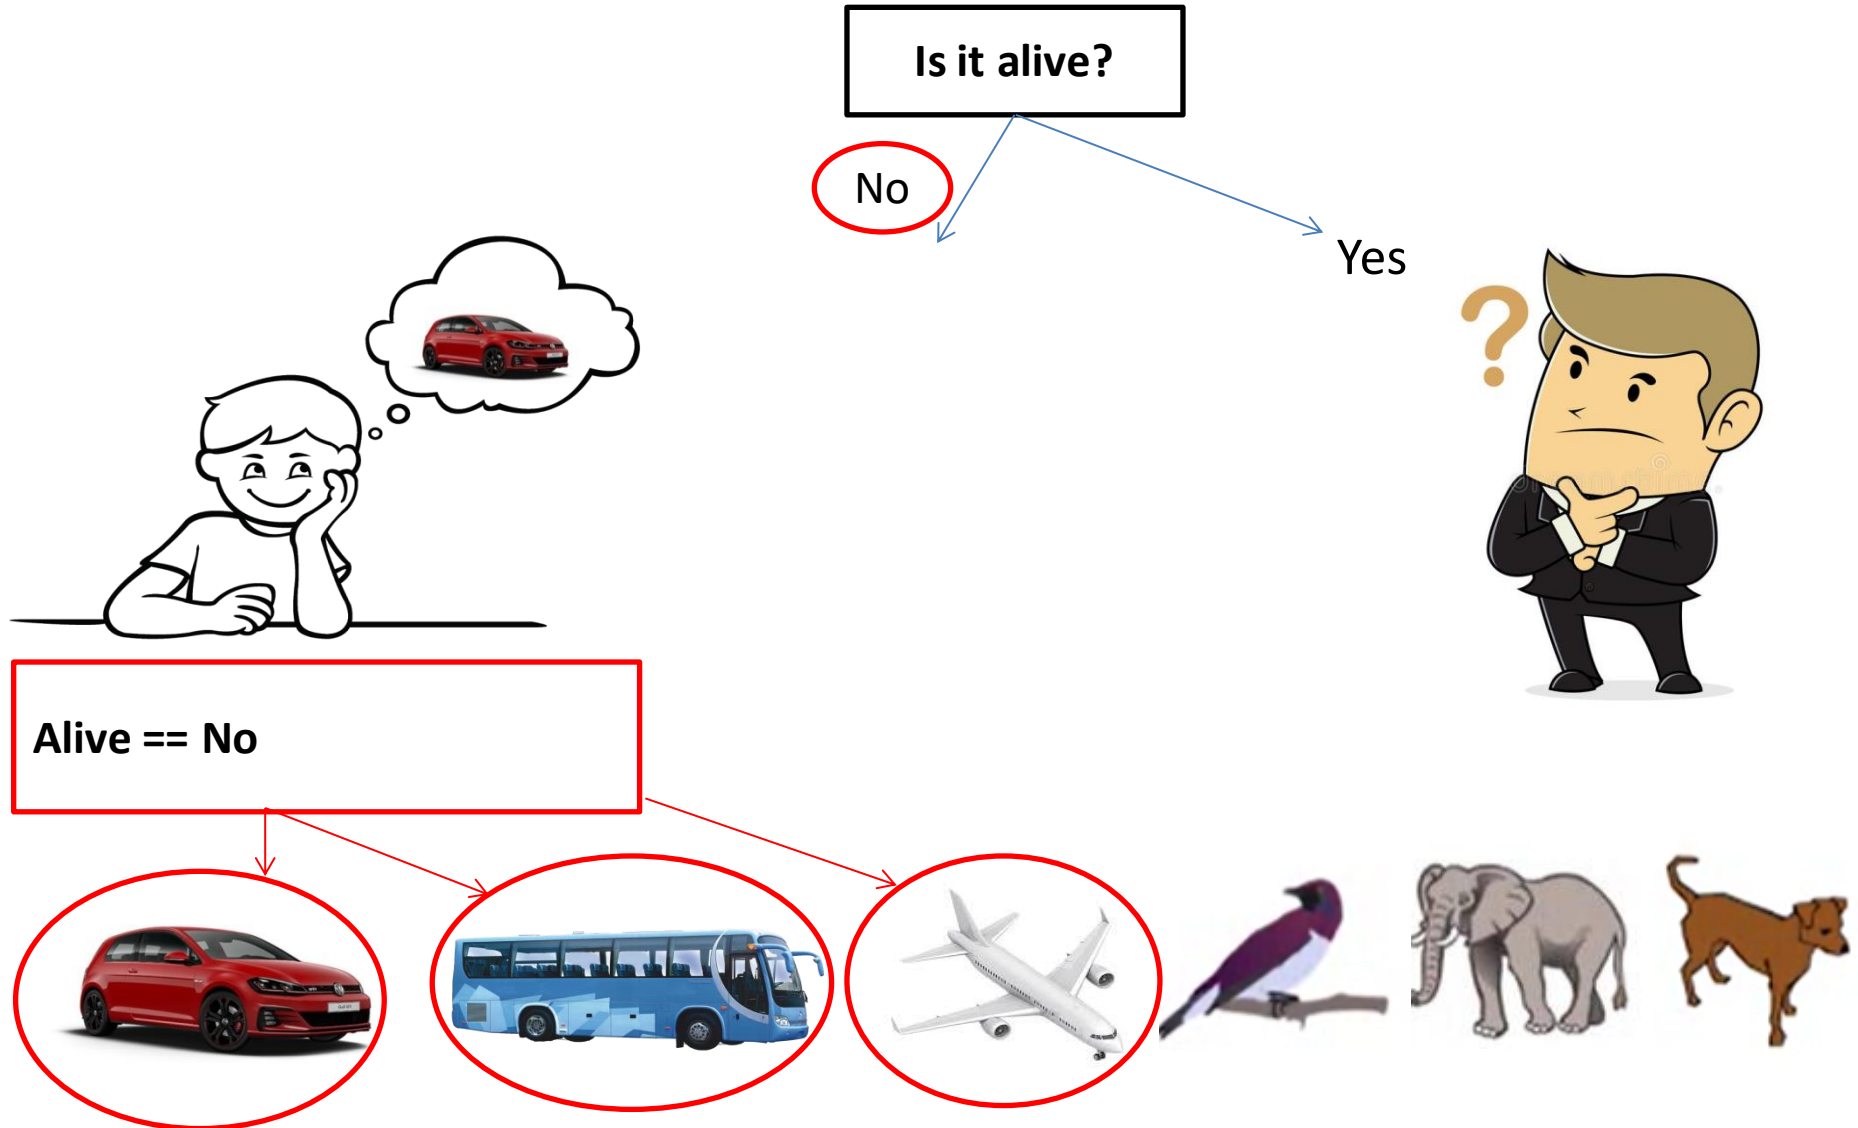 Is it alive?
No
Yes
?
Alive == No